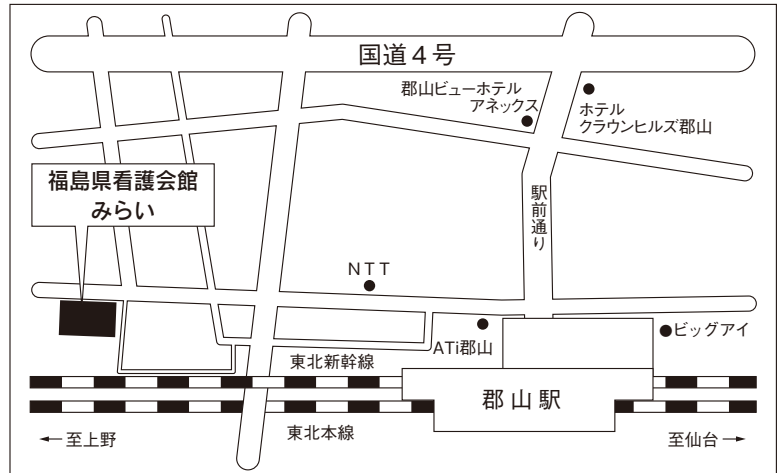 国道４号
郡山ビューホテル
アネックス
ホテル
クラウンヒルズ郡山
福島県看護会館
みらい
駅前通り
ＮＴＴ
ATi郡山
ビッグアイ
東北新幹線
郡山駅
東北本線
←至上野
至仙台→